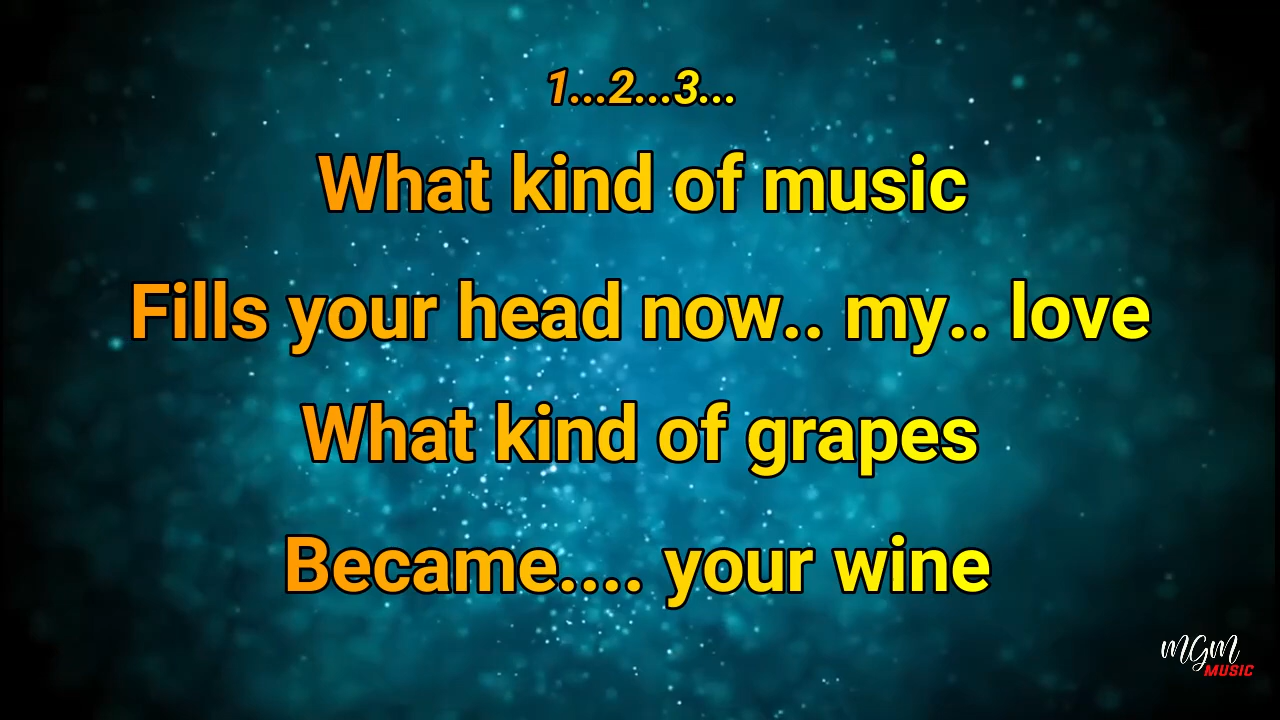 1...2...3...
What kind of music
Fills your head now.. my.. love
What kind of grapes
Became.... your wine
mGm
MUSIC